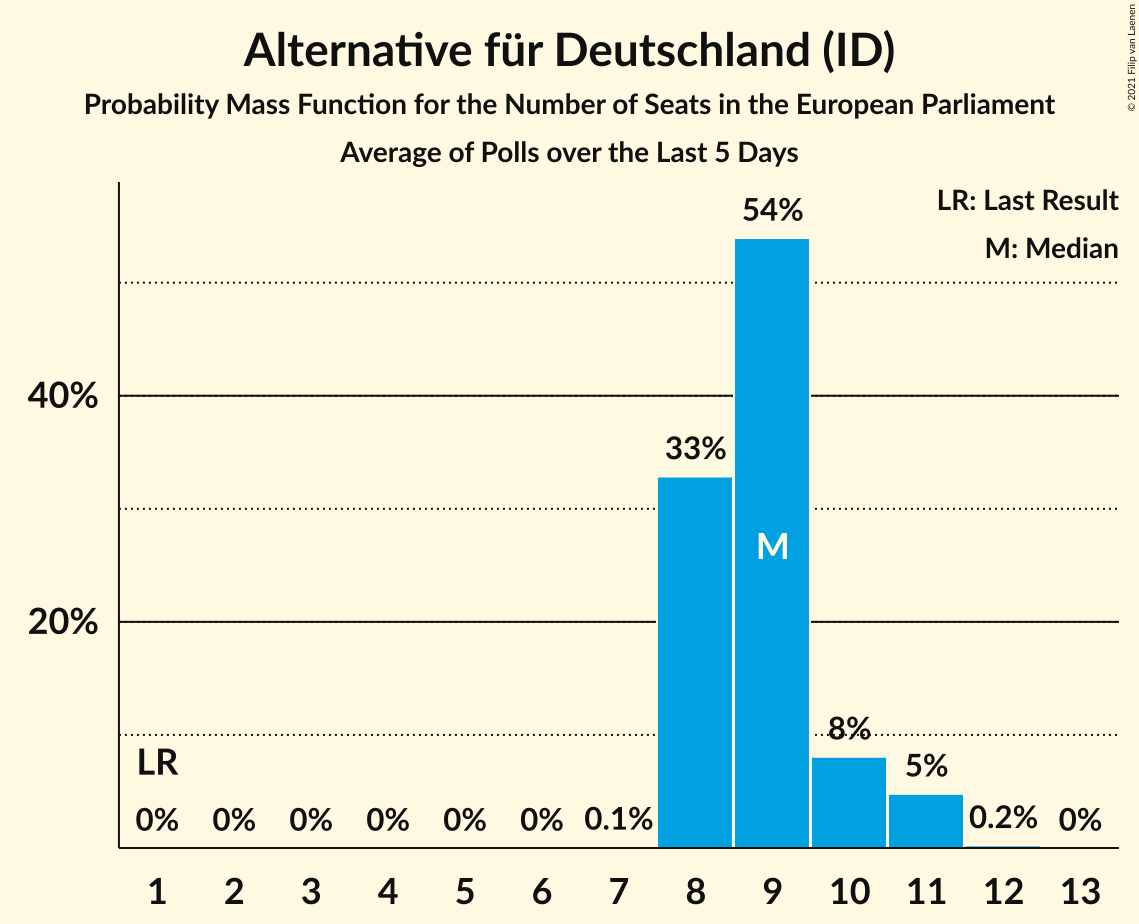 Alternative für Deutschland (ID)
Probability Mass Function for the Number of Seats in the European Parliament
Average of Polls over the Last 5 Days
© 2021 Filip van Laenen
LR: Last Result
M: Median
54%
40%
33%
M
20%
8%
LR
5%
0% 0% 0% 0% 0% 0% 0.1% 0.2% 0%
1 2 3 4 5 6 7 8 9 10 11 12 13